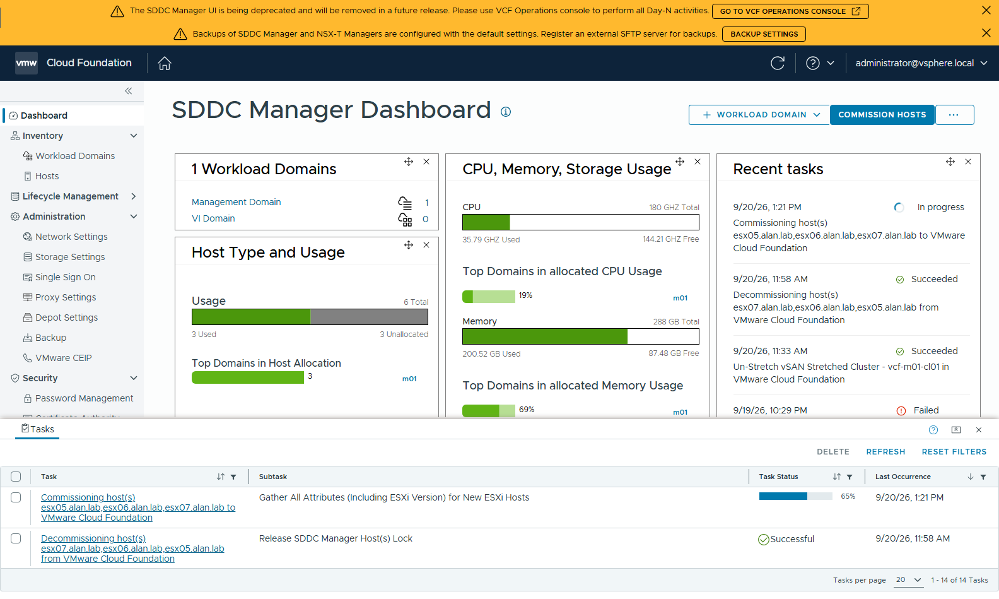 The SDDC Manager UI is being deprecated and will be removed in a future release. Please use VCF Operations console to perform all Day-N activities. GO TO VCF OPERATIONS CONSOLE
Backups of SDDC Manager and NSX-T Managers are configured with the default settings. Register an external SFTP server for backups. BACKUP SETTINGS
vmw Cloud Foundation
administrator@vsphere.local
Dashboard
Inventory
Workload Domains
Hosts
Lifecycle Management
Administration
Network Settings
Storage Settings
Single Sign On
Proxy Settings
Depot Settings
Backup
VMware CEIP
Security
Password Management
Certificate Authority
SDDC Manager Dashboard
WORKLOAD DOMAIN
COMMISSION HOSTS
1 Workload Domains
Management Domain 1
VI Domain 0
Host Type and Usage
Usage 6 Total
3 Used 3 Unallocated
Top Domains in Host Allocation
3 m01
CPU, Memory, Storage Usage
CPU 180 GHZ Total
35.79 GHZ Used 144.21 GHZ Free
Top Domains in allocated CPU Usage
19% m01
Memory 288 GB Total
200.52 GB Used 87.48 GB Free
Top Domains in allocated Memory Usage
69% m01
Recent tasks
9/20/26, 1:21 PM In progress
Commissioning host(s)
esx05.alan.lab,esx06.alan.lab,esx07.alan.lab to VMware
Cloud Foundation
9/20/26, 11:58 AM Succeeded
Decommissioning host(s)
esx07.alan.lab,esx06.alan.lab,esx05.alan.lab from
VMware Cloud Foundation
9/20/26, 11:33 AM Succeeded
Un-Stretch vSAN Stretched Cluster - vcf-m01-cl01 in
VMware Cloud Foundation
9/19/26, 10:29 PM Failed
Tasks
DELETE REFRESH RESET FILTERS
Task Subtask Task Status Last Occurrence
Commissioning host(s)
esx05.alan.lab,esx06.alan.lab,esx07.alan.lab to
VMware Cloud Foundation
Gather All Attributes (Including ESXi Version) for New ESXi Hosts
65%
9/20/26, 1:21 PM
Decommissioning host(s)
esx07.alan.lab,esx06.alan.lab,esx05.alan.lab
from VMware Cloud Foundation
Release SDDC Manager Host(s) Lock
Successful
9/20/26, 11:58 AM
Tasks per page 20 1 - 14 of 14 Tasks